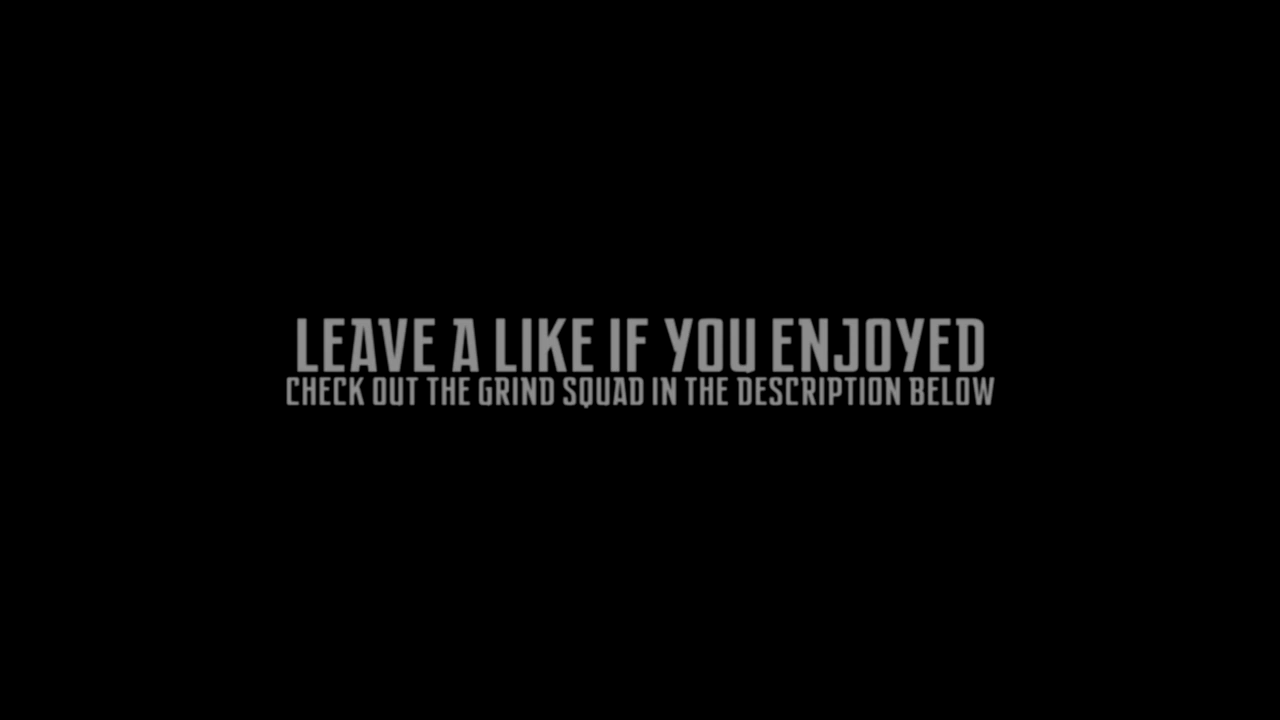 LEAVE A LIKE IF YOU ENJOYED
CHECK OUT THE GRIND SQUAD IN THE DESCRIPTION BELOW